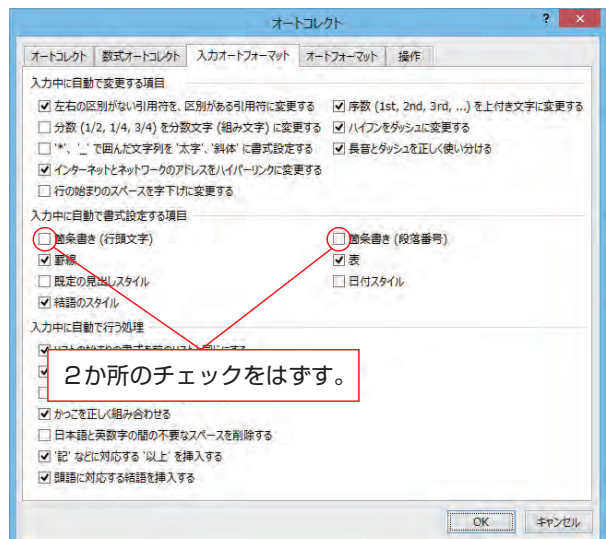 オートコレクト ? ×
オートコレクト 数式オートコレクト 入力オートフォーマット オートフォーマット 操作
入力中に自動で変更する項目
左右の区別がない引用符を、区別がある引用符に変更する 序数 (1st, 2nd, 3rd, ...) を上付き文字に変更する
分数 (1/2, 1/4, 3/4) を分数文字 (組み文字) に変更する ハイフンをダッシュに変更する
'*'、'_' で囲んだ文字列を '太字'、'斜体' に書式設定する 長音とダッシュを正しく使い分ける
インターネットとネットワークのアドレスをハイパーリンクに変更する
行の始まりのスペースを字下げに変更する
入力中に自動で書式設定する項目
箇条書き (行頭文字) 箇条書き (段落番号)
罫線 表
既定の見出しスタイル 日付スタイル
結語のスタイル
入力中に自動で行う処理
2か所のチェックをはずす。
かっこを正しく組み合わせる
日本語と英数字の間の不要なスペースを削除する
'記' などに対応する '以上' を挿入する
頭語に対応する結語を挿入する
OK キャンセル